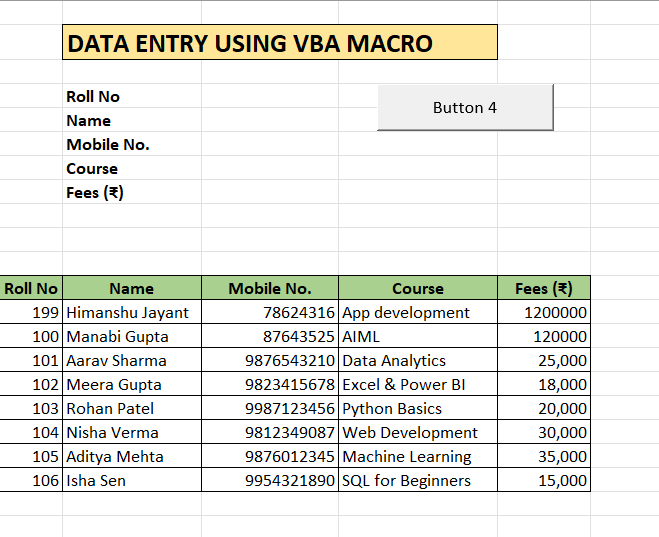 DATA ENTRY USING VBA MACRO
Roll No
Button 4
Name
Mobile No.
Course
Fees (₹)
Roll No Name Mobile No. Course Fees (₹)
199 Himanshu Jayant 78624316 App development 1200000
100 Manabi Gupta 87643525 AIML 120000
101 Aarav Sharma 9876543210 Data Analytics 25,000
102 Meera Gupta 9823415678 Excel & Power BI 18,000
103 Rohan Patel 9987123456 Python Basics 20,000
104 Nisha Verma 9812349087 Web Development 30,000
105 Aditya Mehta 9876012345 Machine Learning 35,000
106 Isha Sen 9954321890 SQL for Beginners 15,000